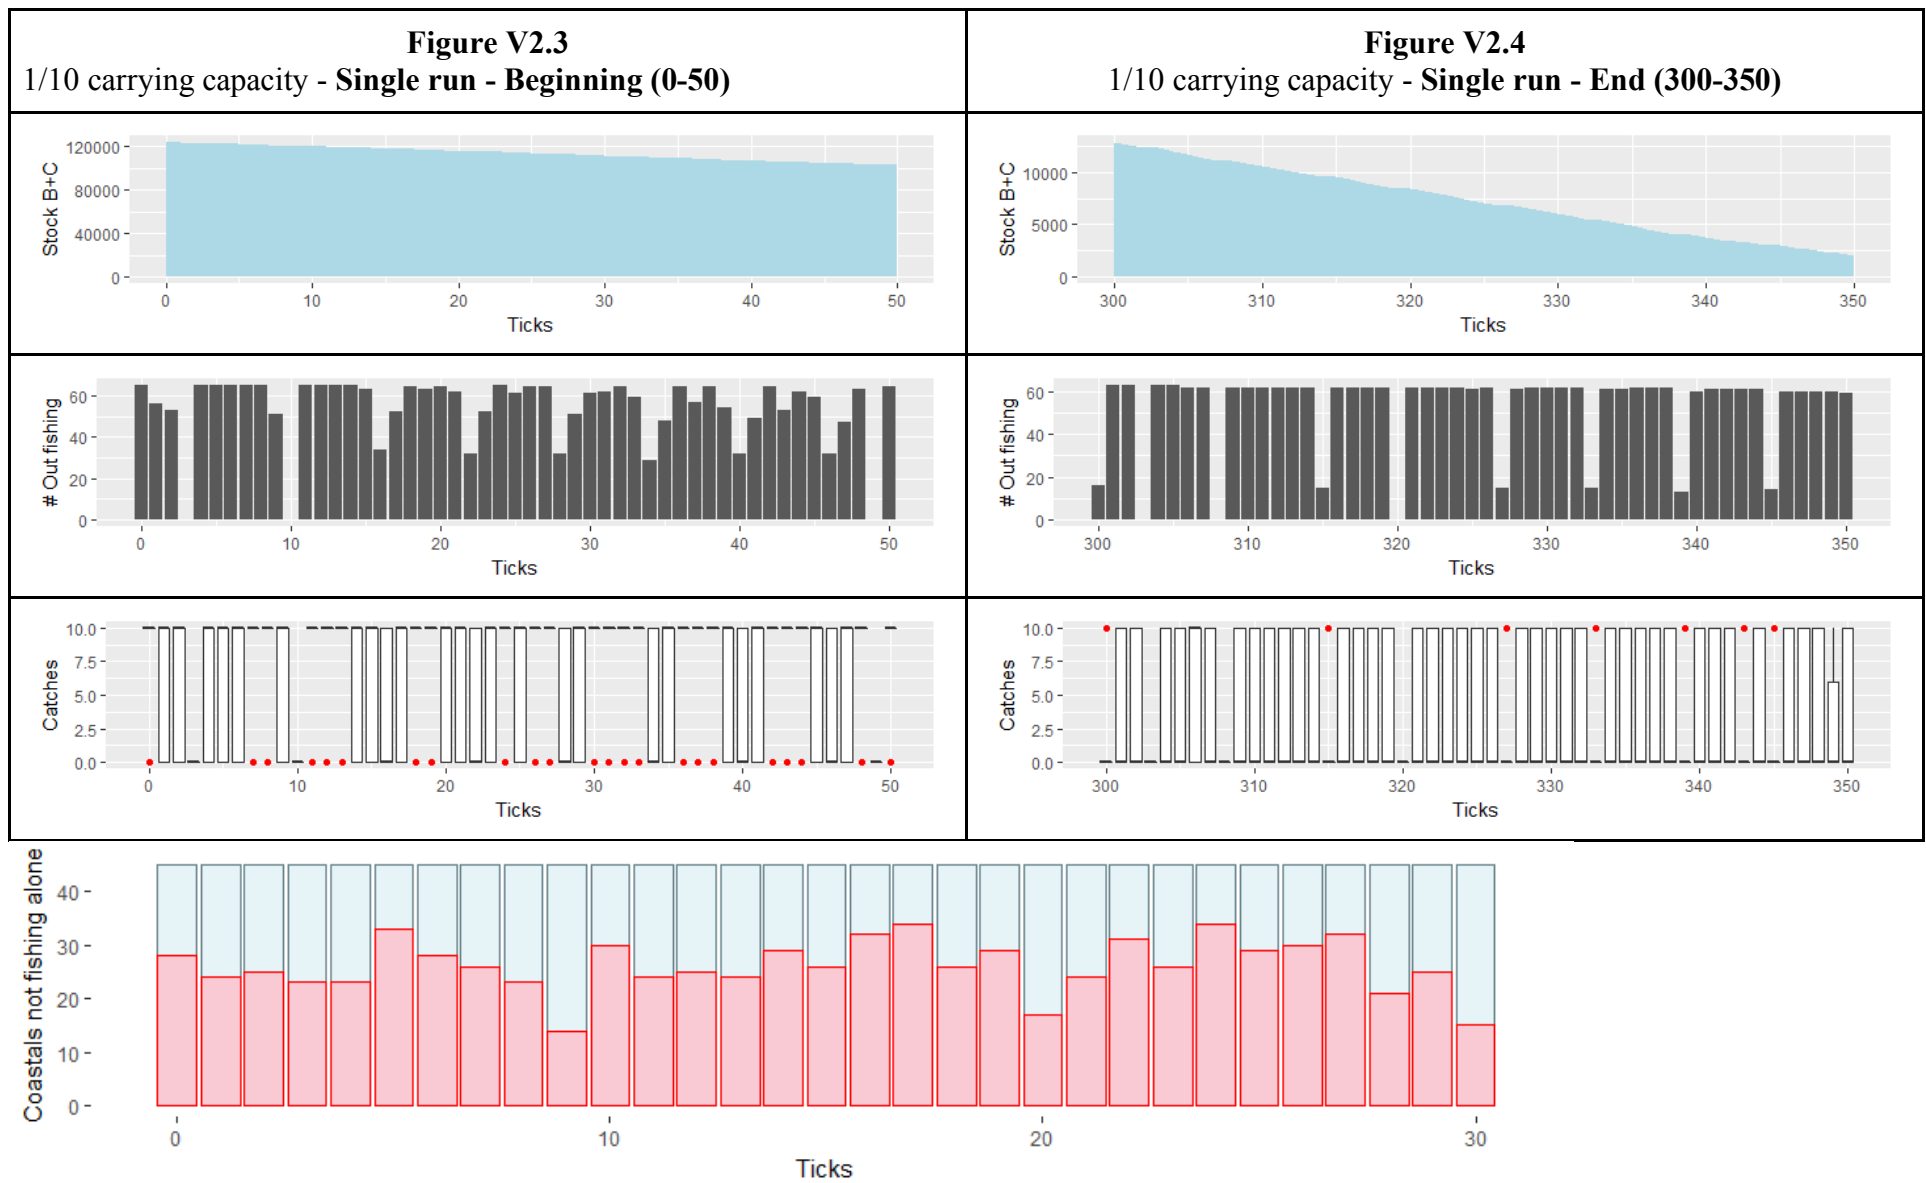 Figure V2.3
1/10 carrying capacity - Single run - Beginning (0-50)
Figure V2.4
1/10 carrying capacity - Single run - End (300-350)
Stock B+C
120000
80000
40000
0
0 10 20 30 40 50
Ticks
Stock B+C
10000
5000
0
300 310 320 330 340 350
Ticks
# Out fishing
60
40
20
0
0 10 20 30 40 50
Ticks
# Out fishing
60
40
20
0
300 310 320 330 340 350
Ticks
Catches
10.0
7.5
5.0
2.5
0.0
0 10 20 30 40 50
Ticks
Catches
10.0
7.5
5.0
2.5
0.0
300 310 320 330 340 350
Ticks
Coastals not fishing alone
40
30
20
10
0
0 10 20 30
Ticks